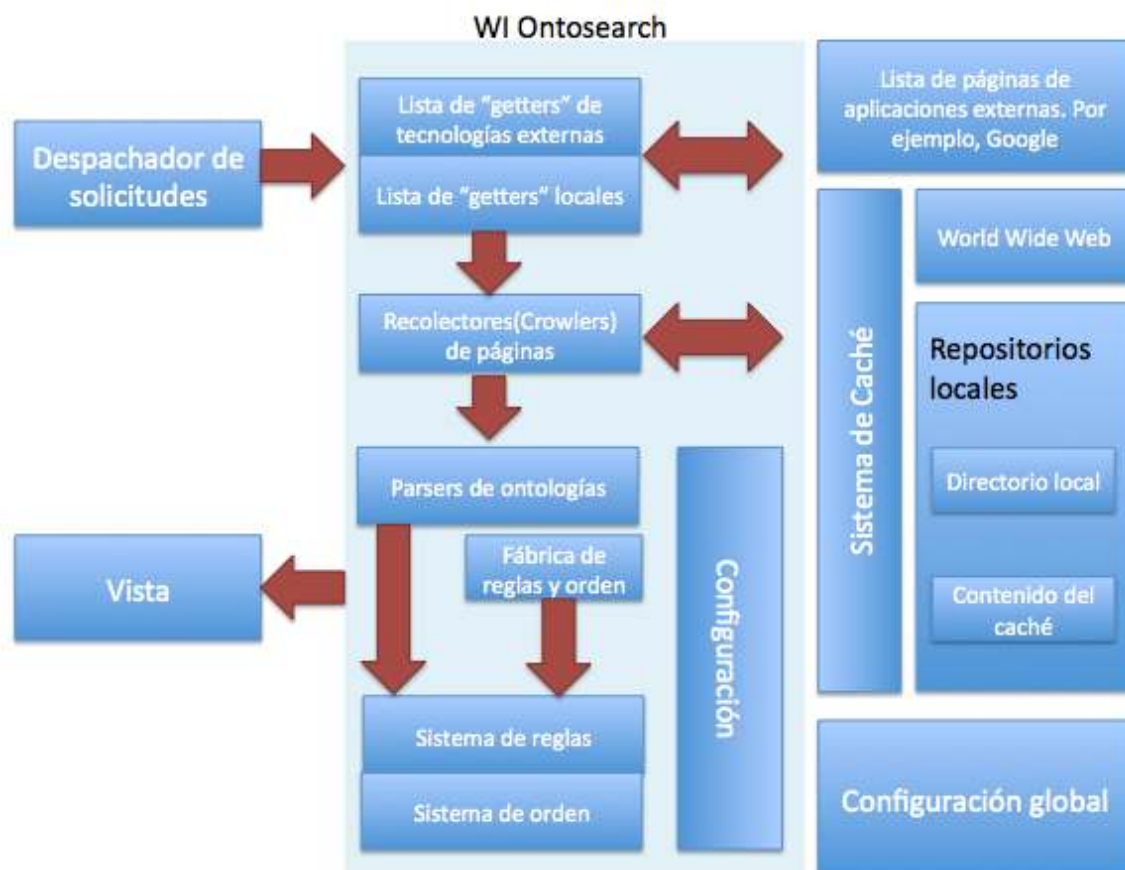 WI Ontosearch
Despachador de
solicitudes
Lista de "getters" de
tecnologías externas
Lista de "getters" locales
Recolectores(Crowlers)
de páginas
Parsers de ontologías
Fábrica de
reglas y orden
Vista
Sistema de reglas
Sistema de orden
Configuración
Lista de páginas de
aplicaciones externas. Por
ejemplo, Google
Sistema de Caché
World Wide Web
Repositorios
locales
Directorio local
Contenido del
caché
Configuración global